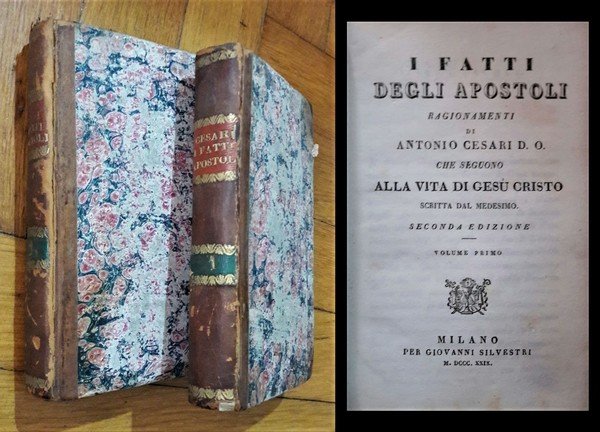 CESARI
I FATTI
APOSTOL
1
I FATTI
DEGLI APOSTOLI
RAGIONAMENTI
DI
ANTONIO CESARI D. O.
CHE SEGUONO
ALLA VITA DI GESÙ CRISTO
SCRITTA DAL MEDESIMO.
SECONDA EDIZIONE
VOLUME PRIMO
MILANO
PER GIOVANNI SILVESTRI
M. DCCC. XXIX.